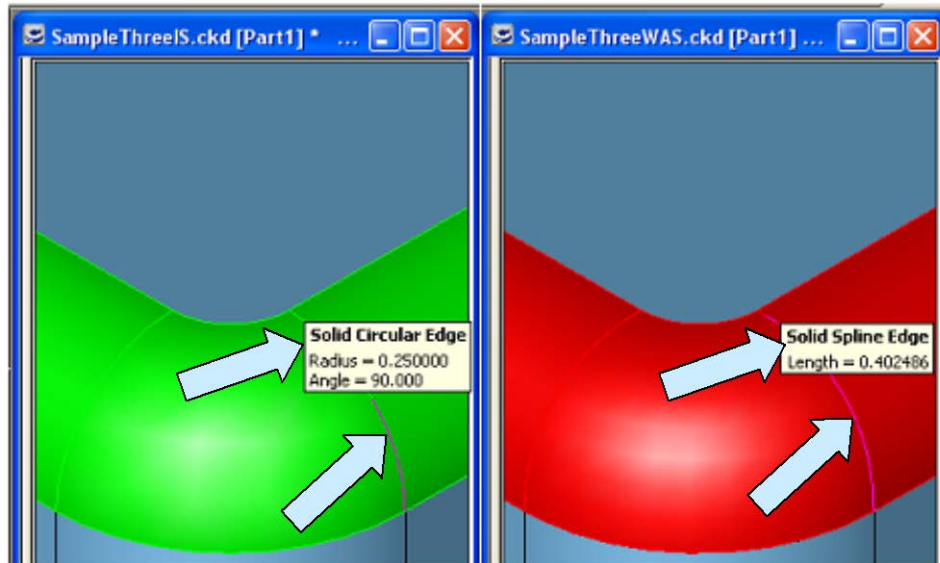 SampleThreeIS.ckd [Part1] * ...
SampleThreeWAS.ckd [Part1] ...
Solid Circular Edge
Radius = 0.250000
Angle = 90.000
Solid Spline Edge
Length = 0.402486